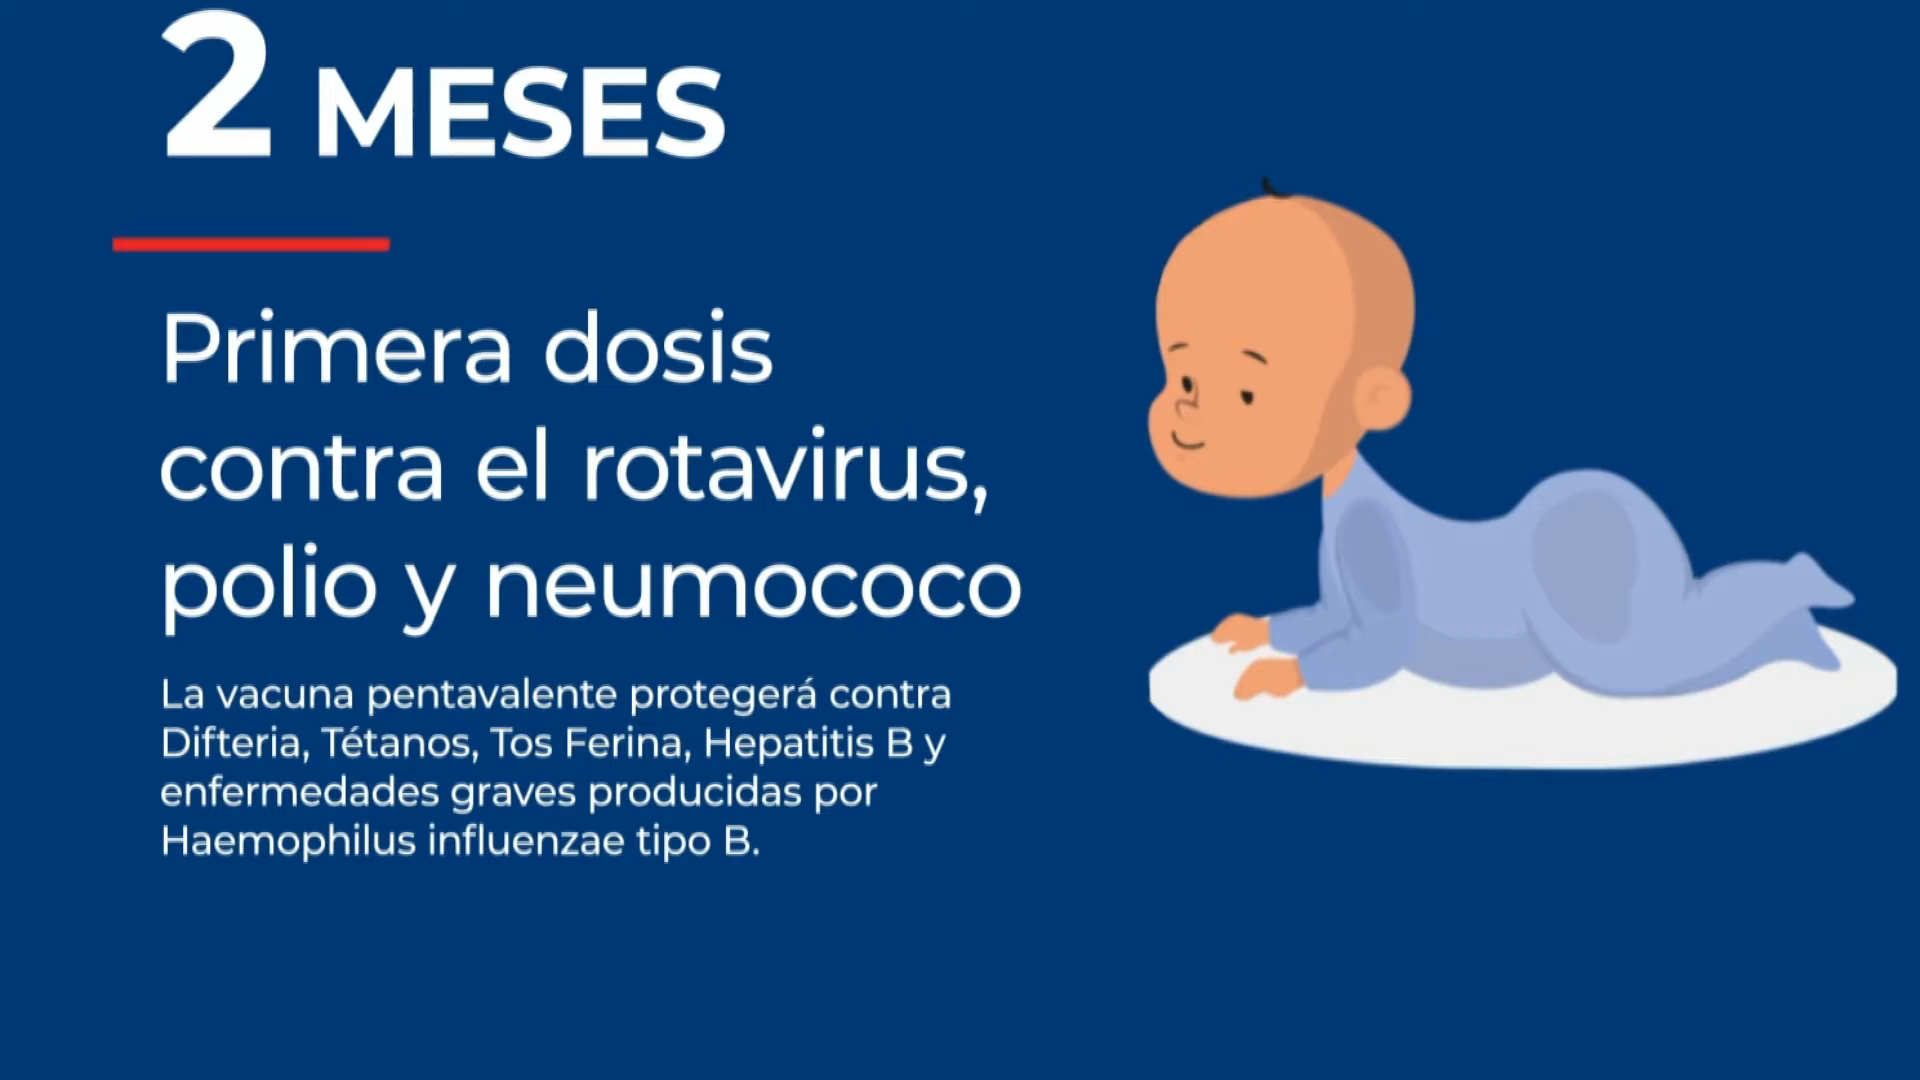 2 MESES
Primera dosis
contra el rotavirus,
polio y neumococo
La vacuna pentavalente protegerá contra
Difteria, Tétanos, Tos Ferina, Hepatitis B y
enfermedades graves producidas por
Haemophilus influenzae tipo B.